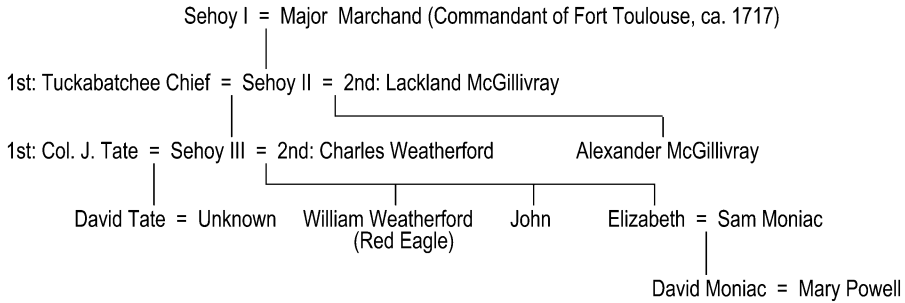 Sehoy I = Major Marchand (Commandant of Fort Toulouse, ca. 1717)
1st: Tuckabatchee Chief = Sehoy II = 2nd: Lackland McGillivray
1st: Col. J. Tate = Sehoy III = 2nd: Charles Weatherford Alexander McGillivray
David Tate = Unknown William Weatherford John Elizabeth = Sam Moniac
(Red Eagle)
David Moniac = Mary Powell